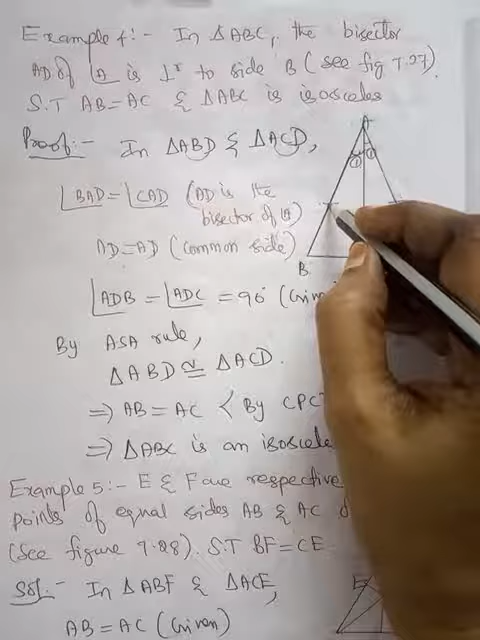 Example 4:- In ΔABC, the bisector
AD of ∠A is ⊥r to side B (see fig 7.27).
S.T AB=AC & ΔABC is isosceles
Proof:- In ΔABD & ΔACD,
∠BAD = ∠CAD (AD is the
bisector of ∠A)
AD=AD (common side)
∠ADB = ∠ADC = 90° (Given
By ASA rule,
ΔABD ≅ ΔACD.
⇒ AB = AC < By CPCT
⇒ ΔABC is an isoscele
Example 5:- E & F are respective
points of equal sides AB & AC
(See figure 7.28). S.T BF=CE
Sol:- In ΔABF & ΔACE,
AB = AC (Given)
A
B
E